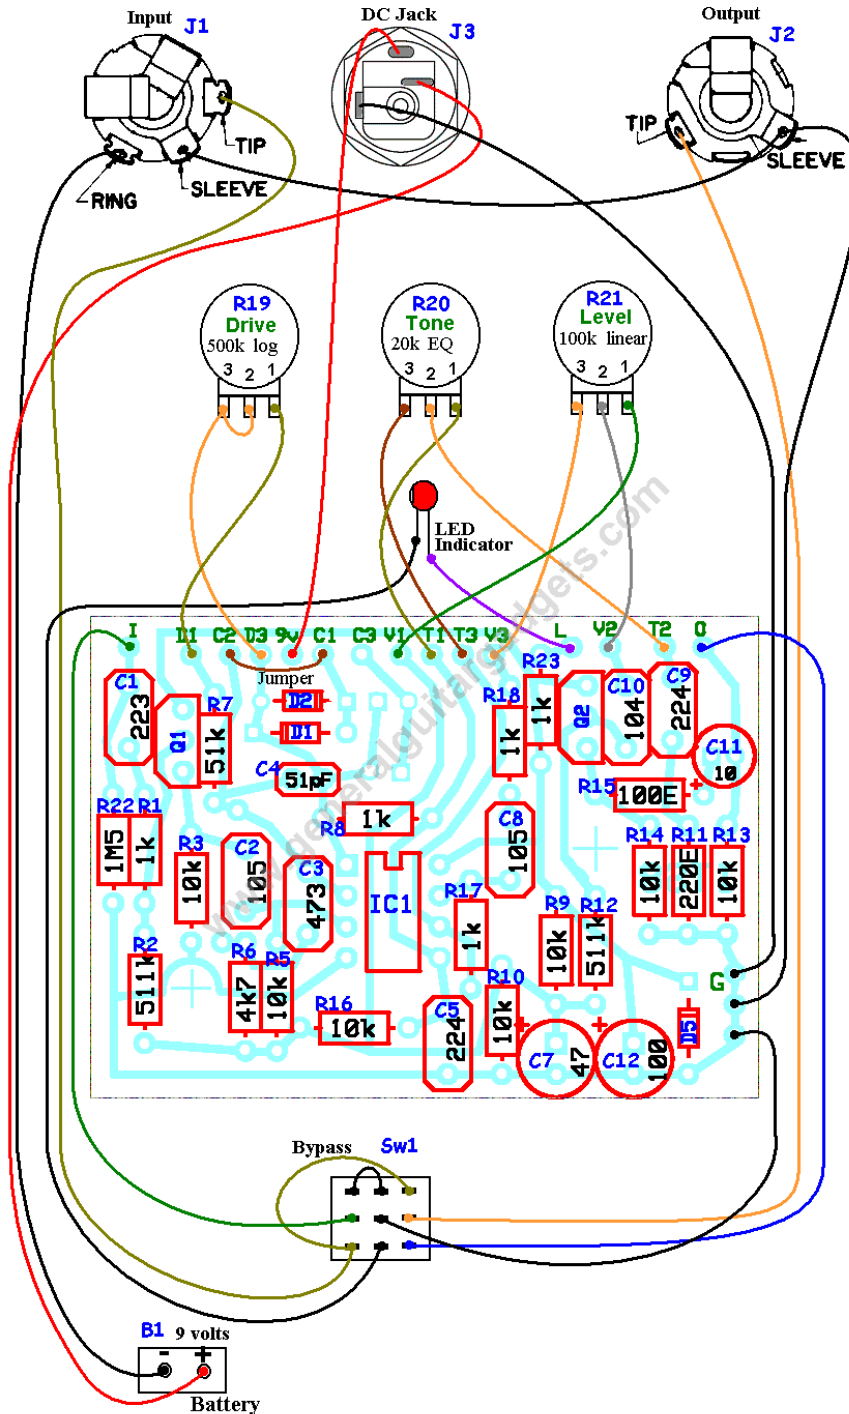 Input
DC Jack
Output
J1
J3
J2
TIP
RING
SLEEVE
TIP
SLEEVE
R19
Drive
500k log
3 2 1
R20
Tone
20k EQ
3 2 1
R21
Level
100k linear
3 2 1
LED
Indicator
www.generalguitargadgets.com
I D1 C2 D3 9v C1 C3 V1 T1 T3 V3 L V2 T2 O
Jumper
R23
C1
223
R7
51k
Q1
D2
D1
R18
1k
1k
Q2
C10
104
C9
224
C11
10
C4
51pF
R15
100E
+
R22
1M5
R1
1k
R3
10k
C2
105
C3
473
R8
1k
C8
105
IC1
R17
1k
R14
10k
R11
220E
R13
10k
R9
10k
R12
511k
R2
511k
R6
4k7
R5
10k
R16
10k
C5
224
R10
10k
+
C7
47
+
C12
100
D5
G
Bypass
Sw1
B1
9 volts
- +
Battery